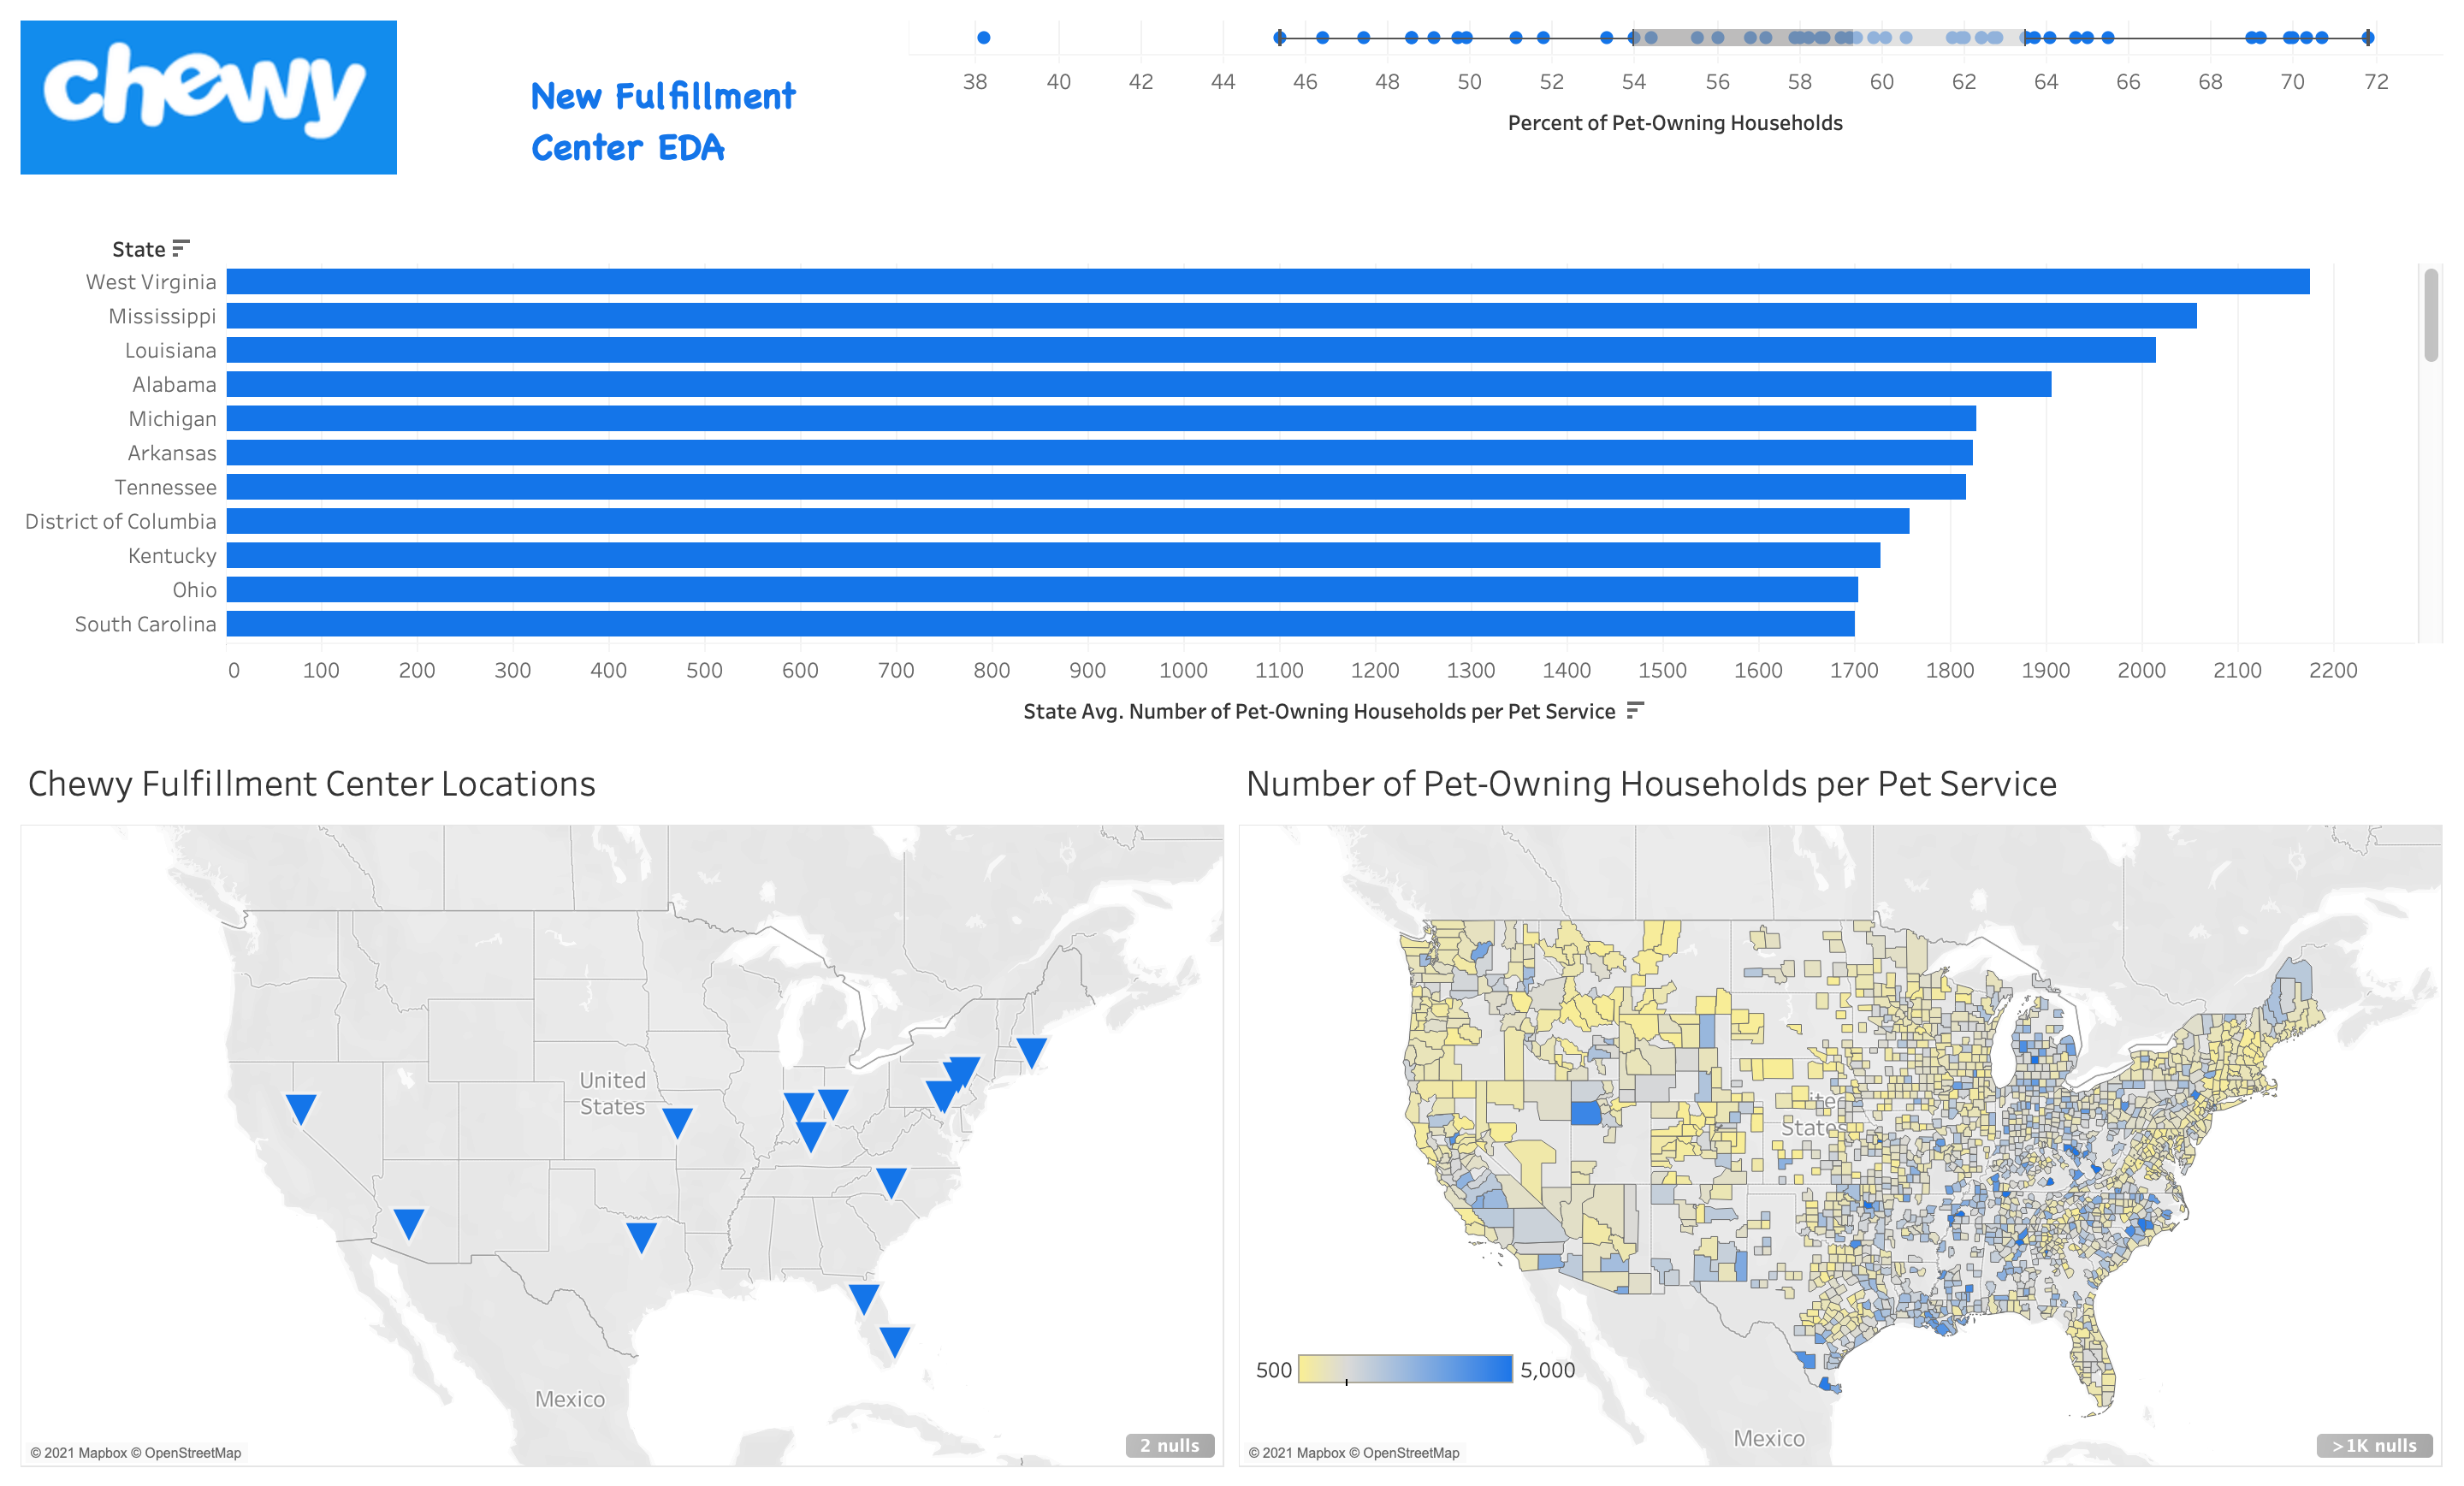 chewy
New Fulfillment
Center EDA
38 40 42 44 46 48 50 52 54 56 58 60 62 64 66 68 70 72
Percent of Pet-Owning Households
State
West Virginia
Mississippi
Louisiana
Alabama
Michigan
Arkansas
Tennessee
District of Columbia
Kentucky
Ohio
South Carolina
0 100 200 300 400 500 600 700 800 900 1000 1100 1200 1300 1400 1500 1600 1700 1800 1900 2000 2100 2200
State Avg. Number of Pet-Owning Households per Pet Service
Chewy Fulfillment Center Locations
United
States
Mexico
© 2021 Mapbox © OpenStreetMap
2 nulls
Number of Pet-Owning Households per Pet Service
States
500 5,000
Mexico
© 2021 Mapbox © OpenStreetMap
>1K nulls